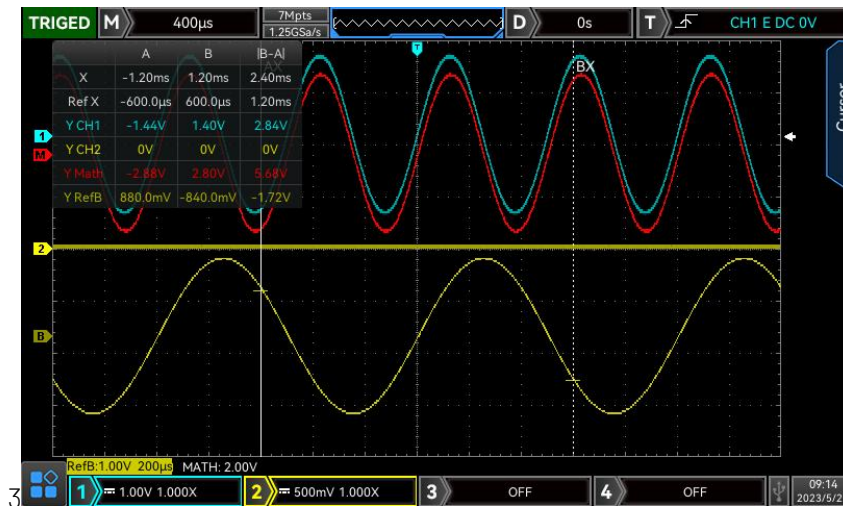 TRIGED M 400µs 7Mpts 1.25GSa/s D 0s T CH1 E DC 0V
T
A B |B-A|
X -1.20ms 1.20ms 2.40ms
Ref X -600.0µs 600.0µs 1.20ms
Y CH1 -1.44V 1.40V 2.84V
Y CH2 0V 0V 0V
Y Math -2.88V 2.80V 5.68V
Y RefB 880.0mV -840.0mV -1.72V
AX
BX
Cursor
1
M
2
B
RefB:1.00V 200µs MATH: 2.00V
3
1 1.00V 1.000X 2 500mV 1.000X 3 OFF 4 OFF 09:14
2023/5/2